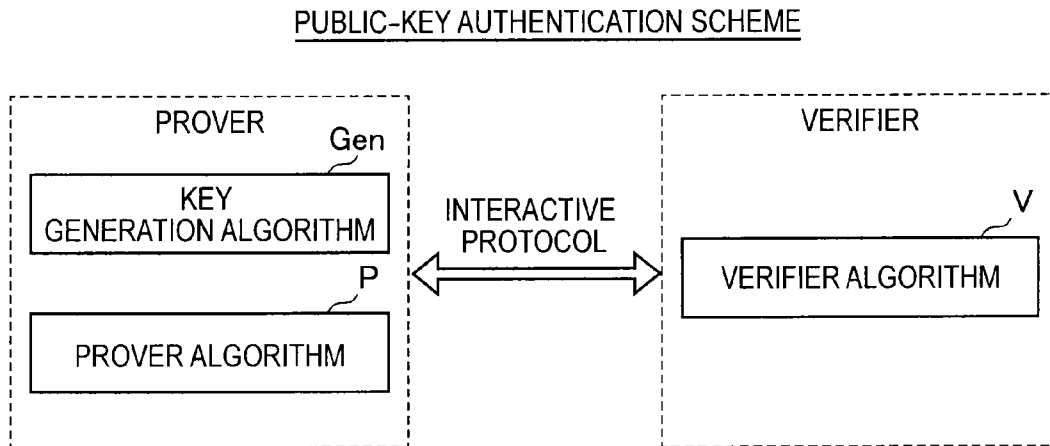 PUBLIC-KEY AUTHENTICATION SCHEME
PROVER
Gen
KEY
GENERATION ALGORITHM
P
PROVER ALGORITHM
INTERACTIVE
PROTOCOL
VERIFIER
V
VERIFIER ALGORITHM